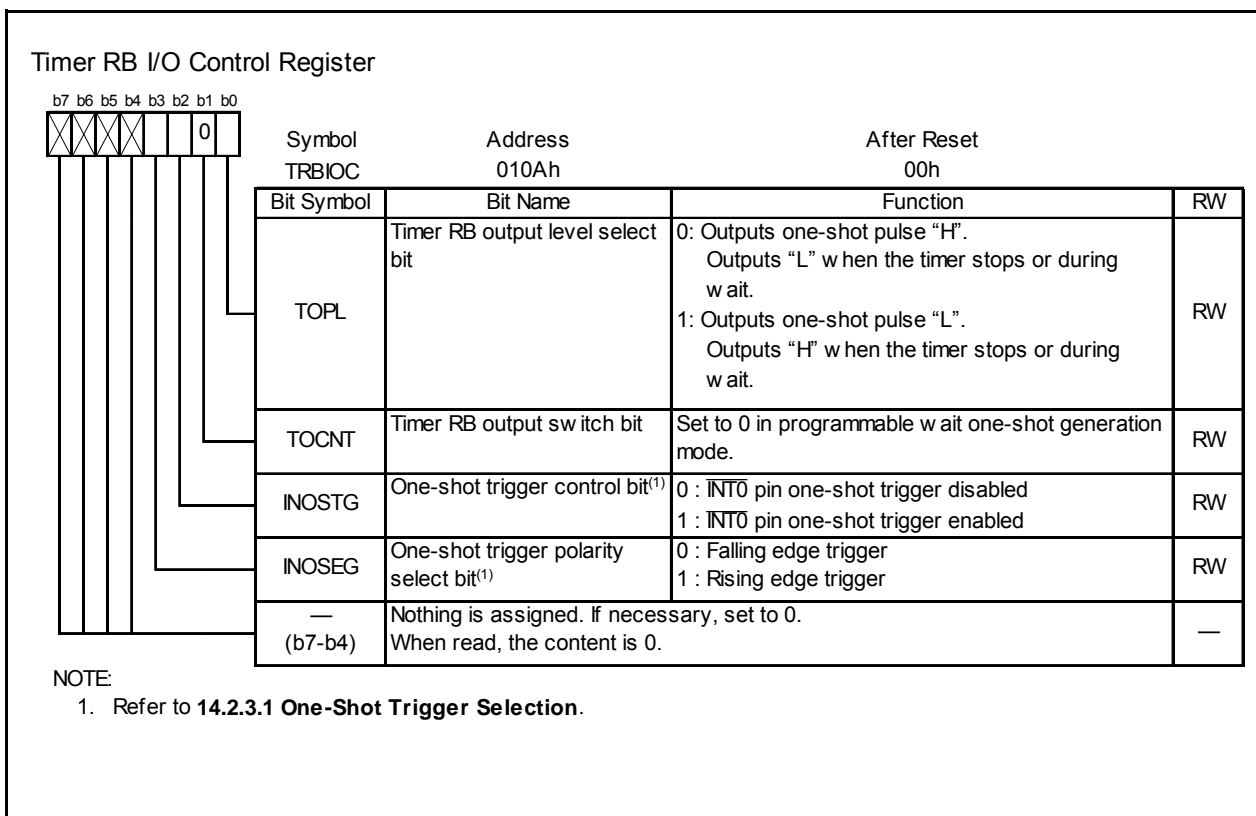 Timer RB I/O Control Register
b7 b6 b5 b4 b3 b2 b1 b0
0
Symbol Address After Reset
TRBIOC 010Ah 00h
Bit Symbol Bit Name Function RW
TOPL Timer RB output level select bit 0: Outputs one-shot pulse “H”. RW
Outputs “L” w hen the timer stops or during
w ait.
1: Outputs one-shot pulse “L”.
Outputs “H” w hen the timer stops or during
w ait.
TOCNT Timer RB output sw itch bit Set to 0 in programmable w ait one-shot generation RW
mode.
INOSTG One-shot trigger control bit(1) 0 : INT0 pin one-shot trigger disabled RW
1 : INT0 pin one-shot trigger enabled
INOSEG One-shot trigger polarity select bit(1) 0 : Falling edge trigger RW
1 : Rising edge trigger
— Nothing is assigned. If necessary, set to 0. —
(b7-b4) When read, the content is 0.
NOTE:
1. Refer to 14.2.3.1 One-Shot Trigger Selection.